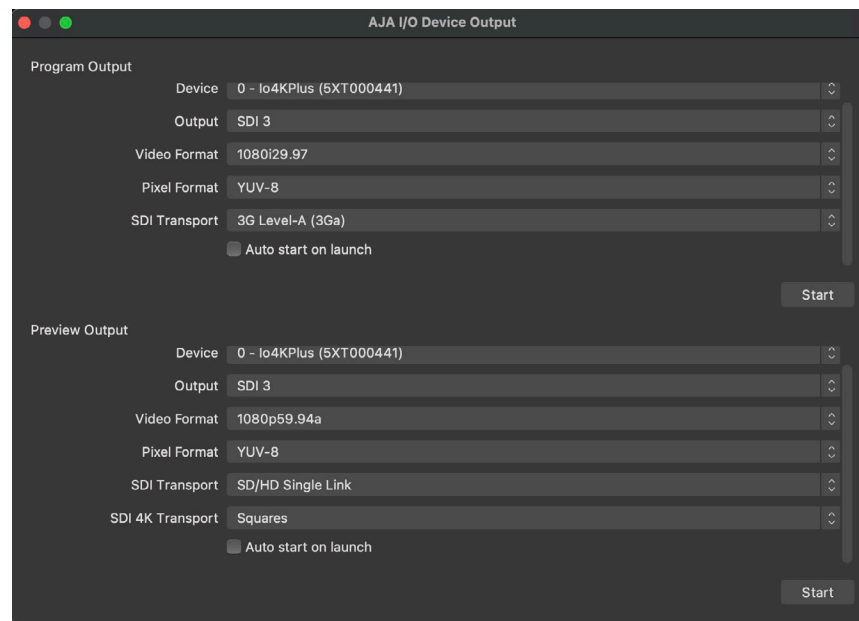 AJA I/O Device Output
Program Output
Device 0 - Io4KPlus (5XT000441)
Output SDI 3
Video Format 1080i29.97
Pixel Format YUV-8
SDI Transport 3G Level-A (3Ga)
Auto start on launch
Start
Preview Output
Device 0 - Io4KPlus (5XT000441)
Output SDI 3
Video Format 1080p59.94a
Pixel Format YUV-8
SDI Transport SD/HD Single Link
SDI 4K Transport Squares
Auto start on launch
Start